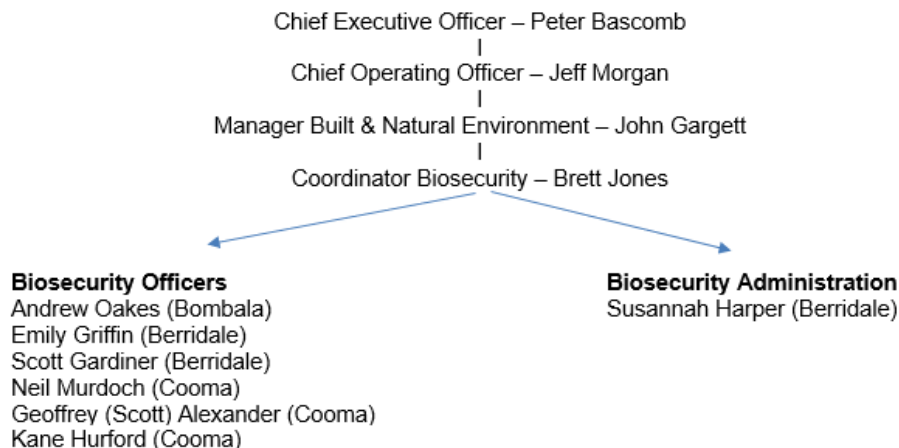 Chief Executive Officer – Peter Bascomb
|
Chief Operating Officer – Jeff Morgan
|
Manager Built & Natural Environment – John Gargett
|
Coordinator Biosecurity – Brett Jones
Biosecurity Officers
Andrew Oakes (Bombala)
Emily Griffin (Berridale)
Scott Gardiner (Berridale)
Neil Murdoch (Cooma)
Geoffrey (Scott) Alexander (Cooma)
Kane Hurford (Cooma)
Biosecurity Administration
Susannah Harper (Berridale)